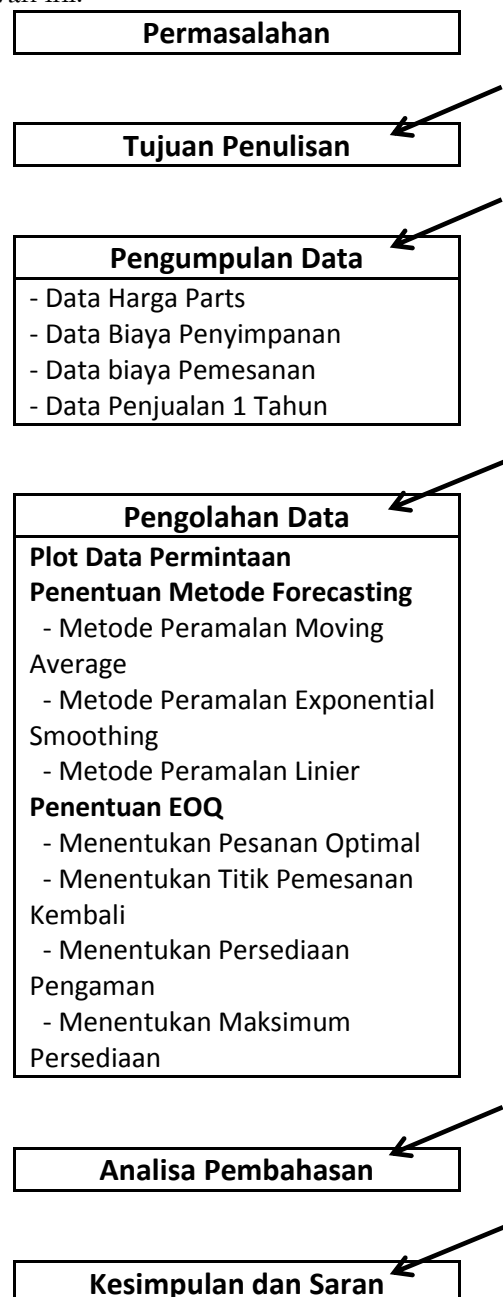 Permasalahan
Tujuan Penulisan
Pengumpulan Data
- Data Harga Parts
- Data Biaya Penyimpanan
- Data biaya Pemesanan
- Data Penjualan 1 Tahun
Pengolahan Data
Plot Data Permintaan
Penentuan Metode Forecasting
- Metode Peramalan Moving
Average
- Metode Peramalan Exponential
Smoothing
- Metode Peramalan Linier
Penentuan EOQ
- Menentukan Pesanan Optimal
- Menentukan Titik Pemesanan
Kembali
- Menentukan Persediaan
Pengaman
- Menentukan Maksimum
Persediaan
Analisa Pembahasan
Kesimpulan dan Saran